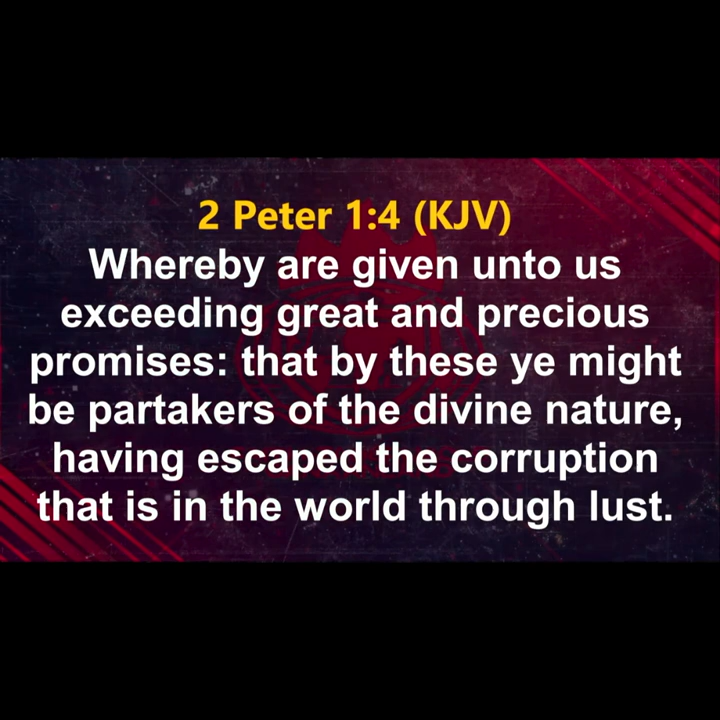 2 Peter 1:4 (KJV)
Whereby are given unto us
exceeding great and precious
promises: that by these ye might
be partakers of the divine nature,
having escaped the corruption
that is in the world through lust.